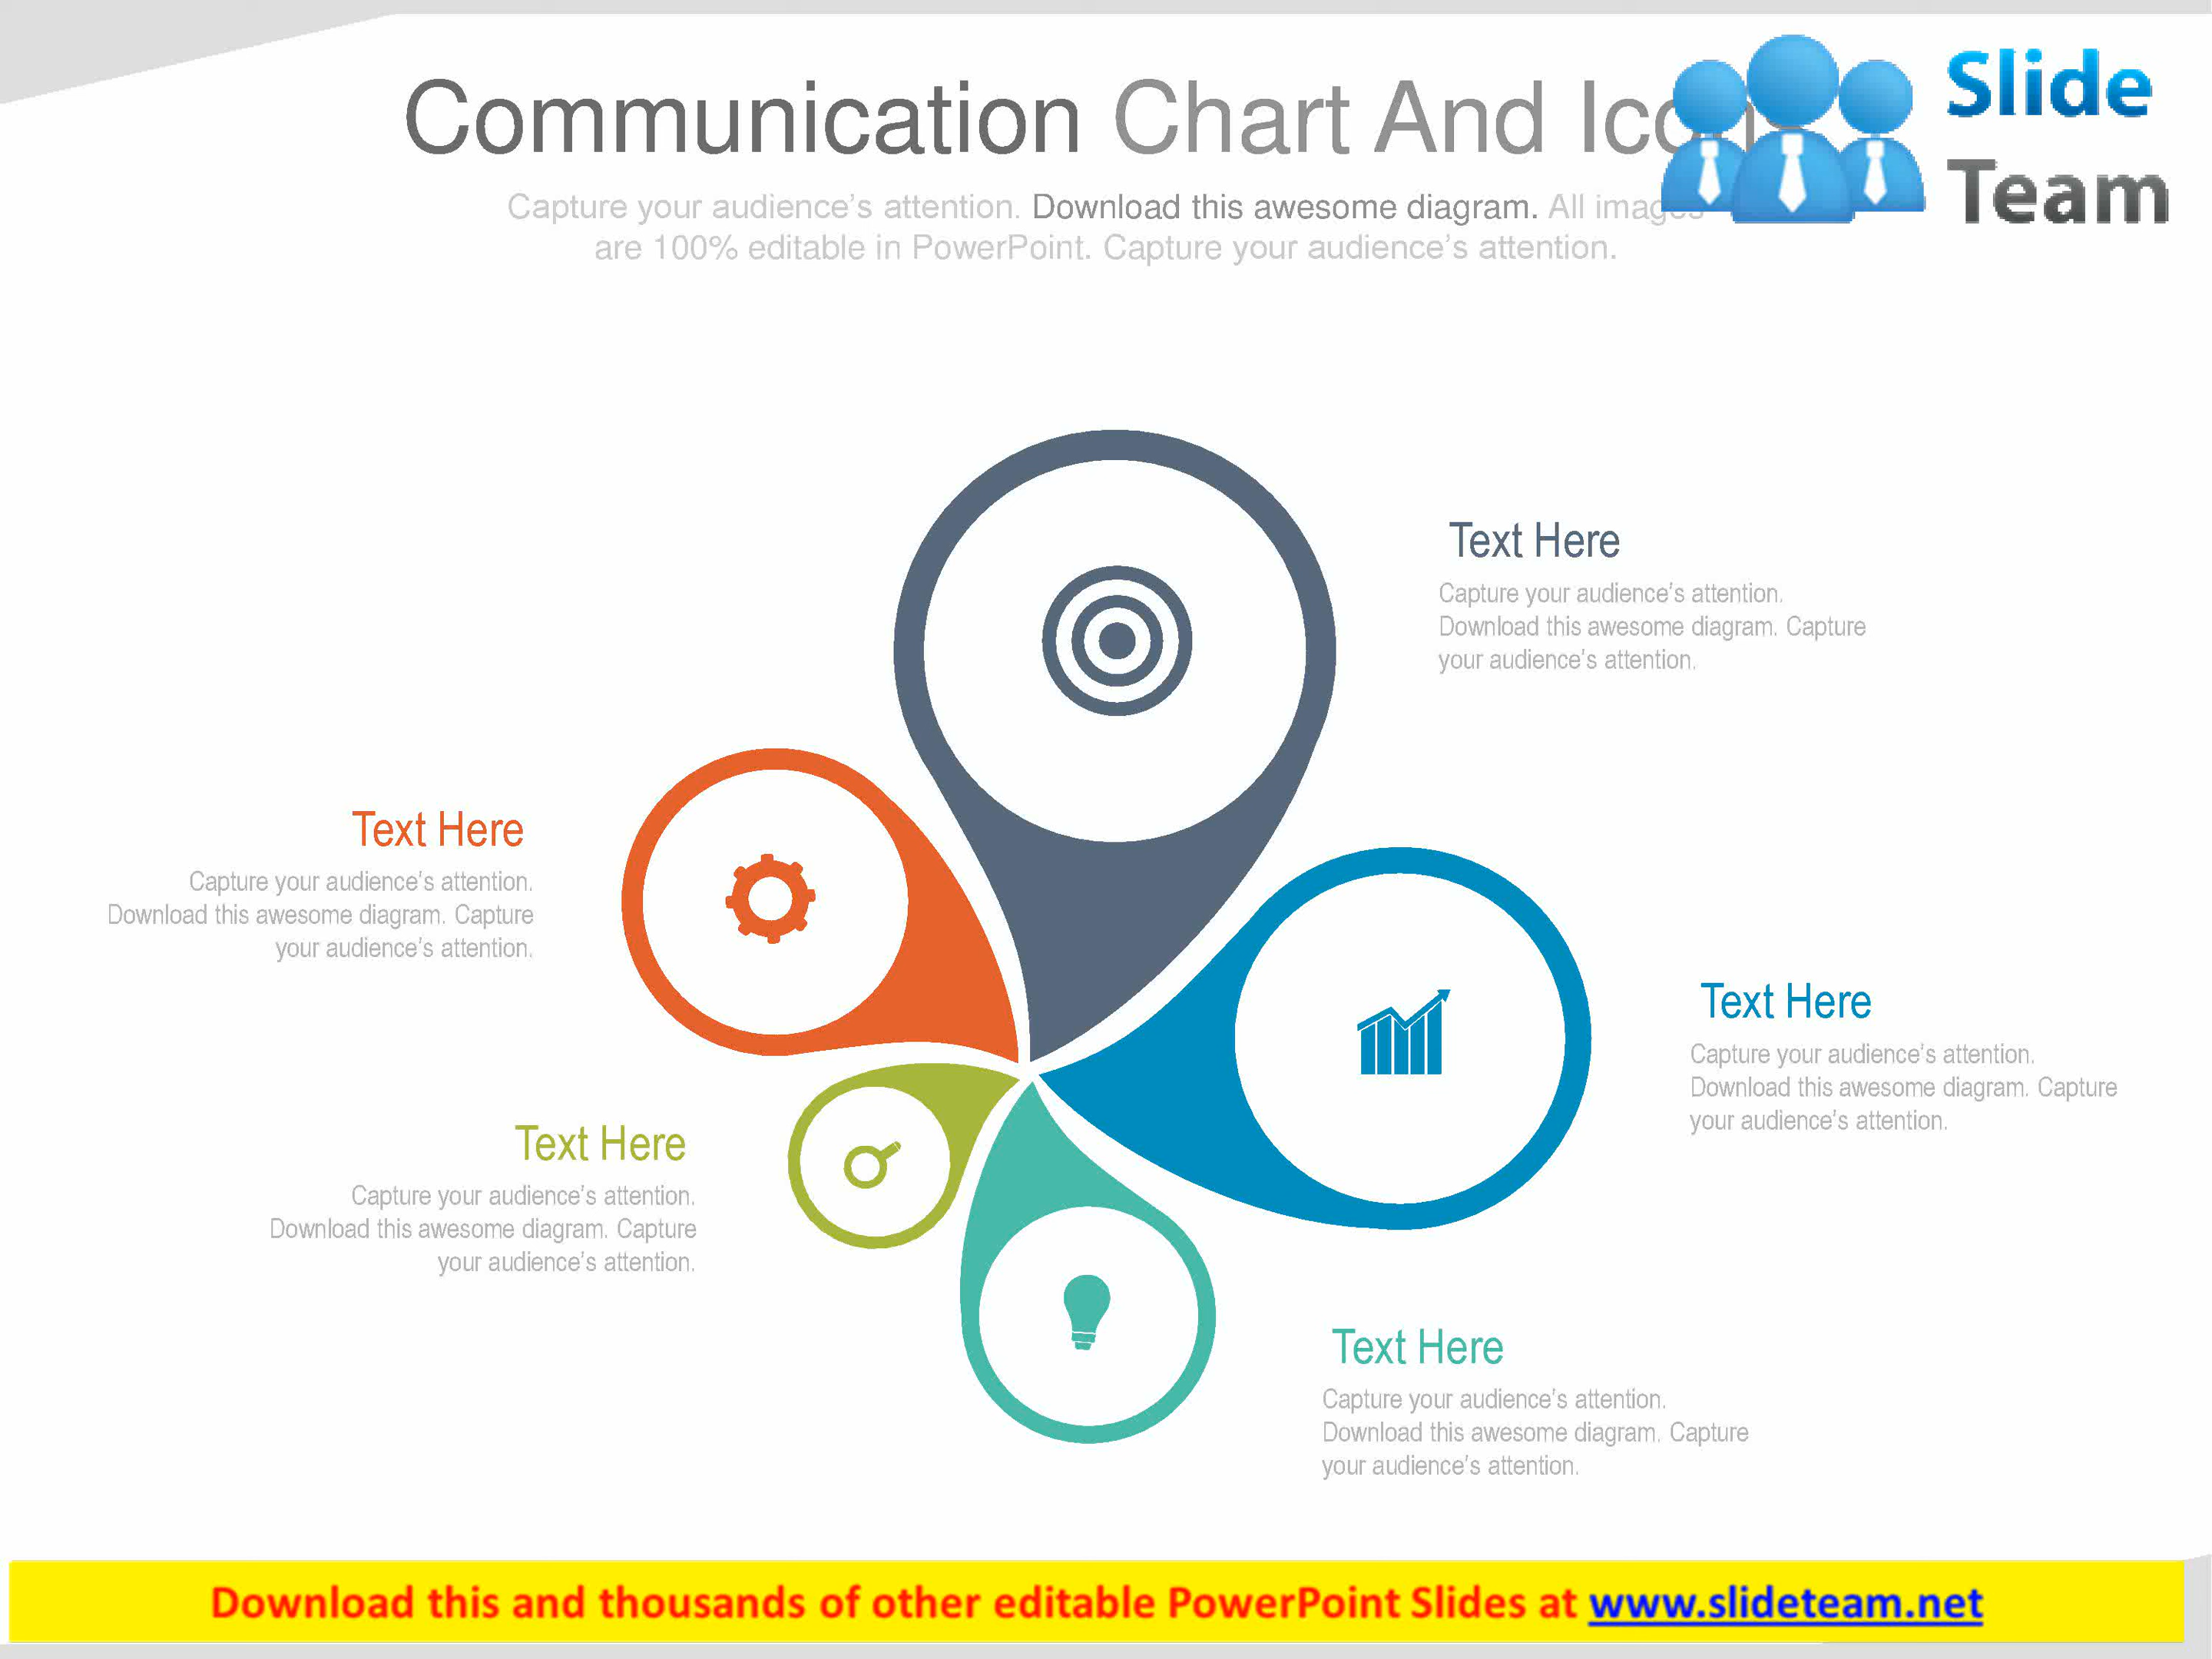 Communication Chart And Icons
Slide
Team
Capture your audience’s attention. Download this awesome diagram. All images
are 100% editable in PowerPoint. Capture your audience’s attention.
Text Here
Capture your audience’s attention.
Download this awesome diagram. Capture
your audience’s attention.
Text Here
Capture your audience’s attention.
Download this awesome diagram. Capture
your audience’s attention.
Text Here
Capture your audience’s attention.
Download this awesome diagram. Capture
your audience’s attention.
Text Here
Capture your audience’s attention.
Download this awesome diagram. Capture
your audience’s attention.
Text Here
Capture your audience’s attention.
Download this awesome diagram. Capture
your audience’s attention.
Download this and thousands of other editable PowerPoint Slides at www.slideteam.net